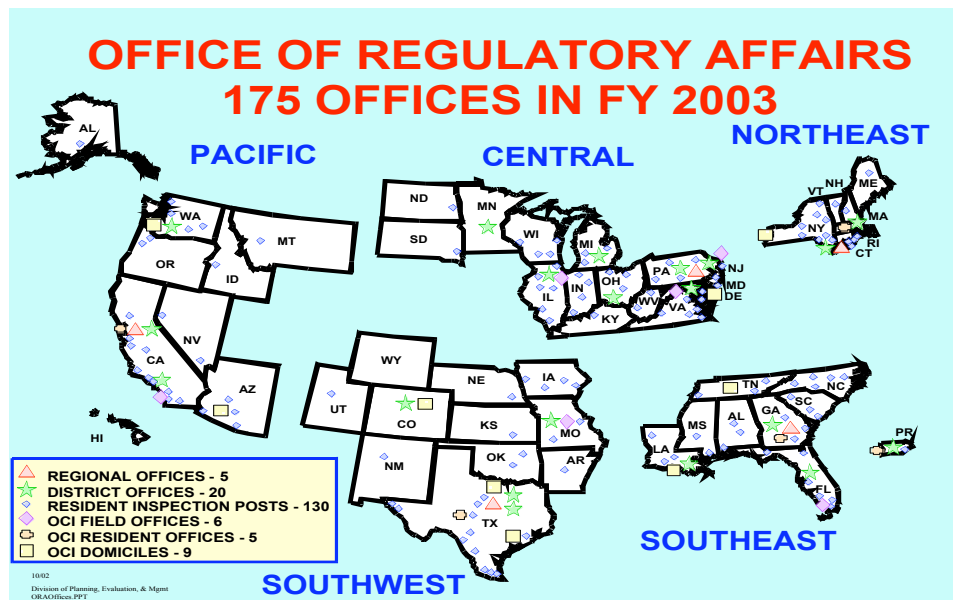 OFFICE OF REGULATORY AFFAIRS
175 OFFICES IN FY 2003
NORTHEAST
PACIFIC
CENTRAL
AL
WA
OR
MT
ID
NV
CA
AZ
HI
ND
SD
MN
WI
MI
IL
IN
OH
KY
WV
PA
VA
NJ
MD
DE
VT
NH
ME
NY
MA
RI
CT
WY
UT
CO
NM
NE
KS
OK
TX
IA
MO
AR
TN
NC
SC
MS
AL
GA
LA
FL
PR
REGIONAL OFFICES - 5
DISTRICT OFFICES - 20
RESIDENT INSPECTION POSTS - 130
OCI FIELD OFFICES - 6
OCI RESIDENT OFFICES - 5
OCI DOMICILES - 9
SOUTHWEST
SOUTHEAST
10/02
Division of Planning, Evaluation, & Mgmt
ORAOffices.PPT